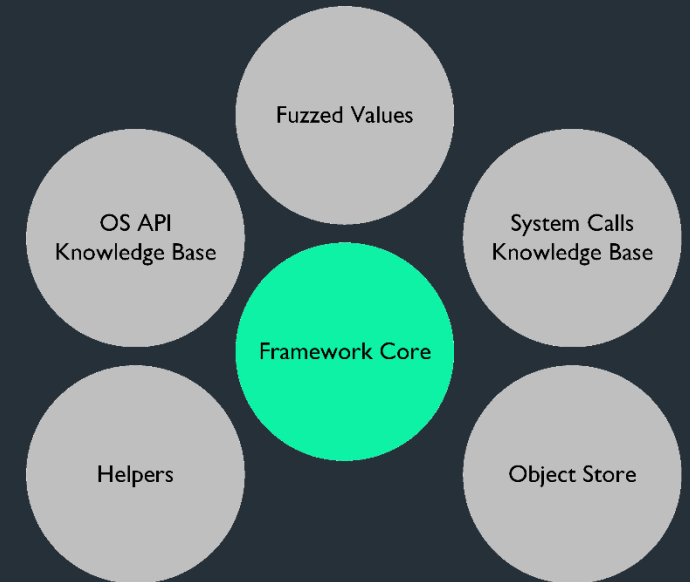 Fuzzed Values
OS API
Knowledge Base
System Calls
Knowledge Base
Framework Core
Helpers
Object Store